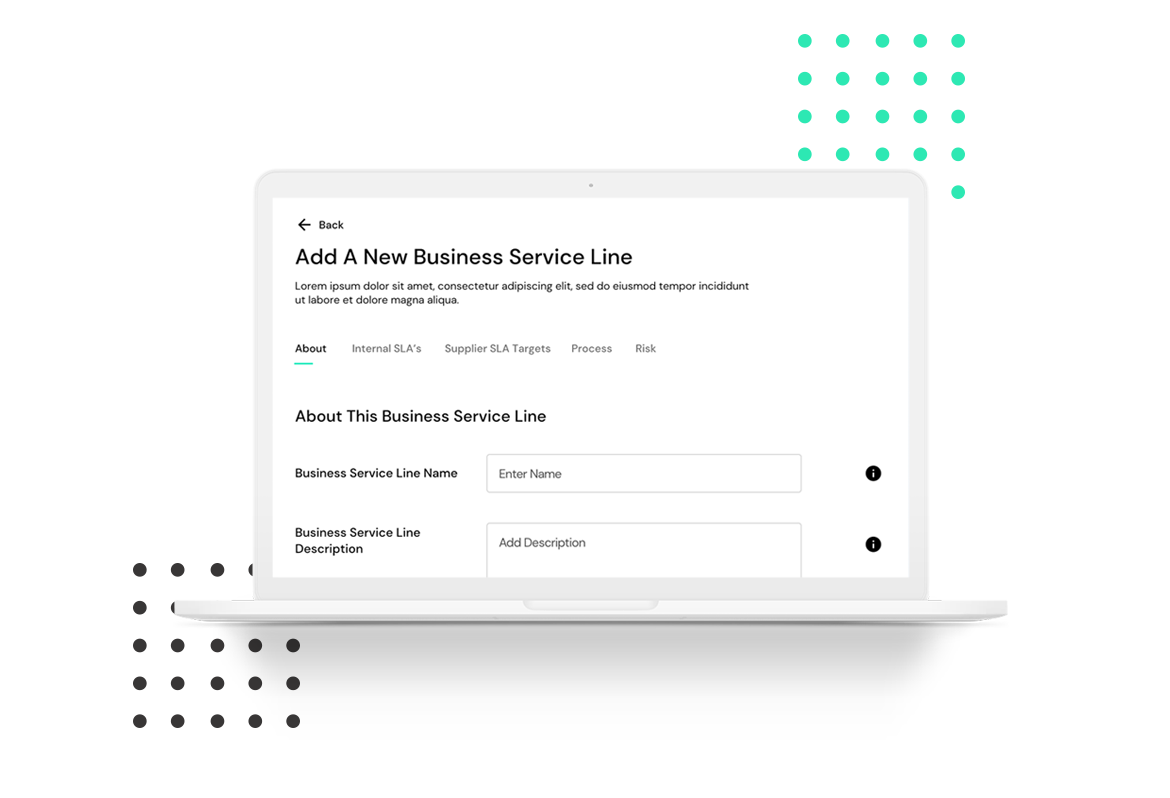 Back
Add A New Business Service Line
Lorem ipsum dolor sit amet, consectetur adipiscing elit, sed do eiusmod tempor incididunt
ut labore et dolore magna aliqua.
About Internal SLA's Supplier SLA Targets Process Risk
About This Business Service Line
Business Service Line Name Enter Name
Business Service Line
Description
Add Description